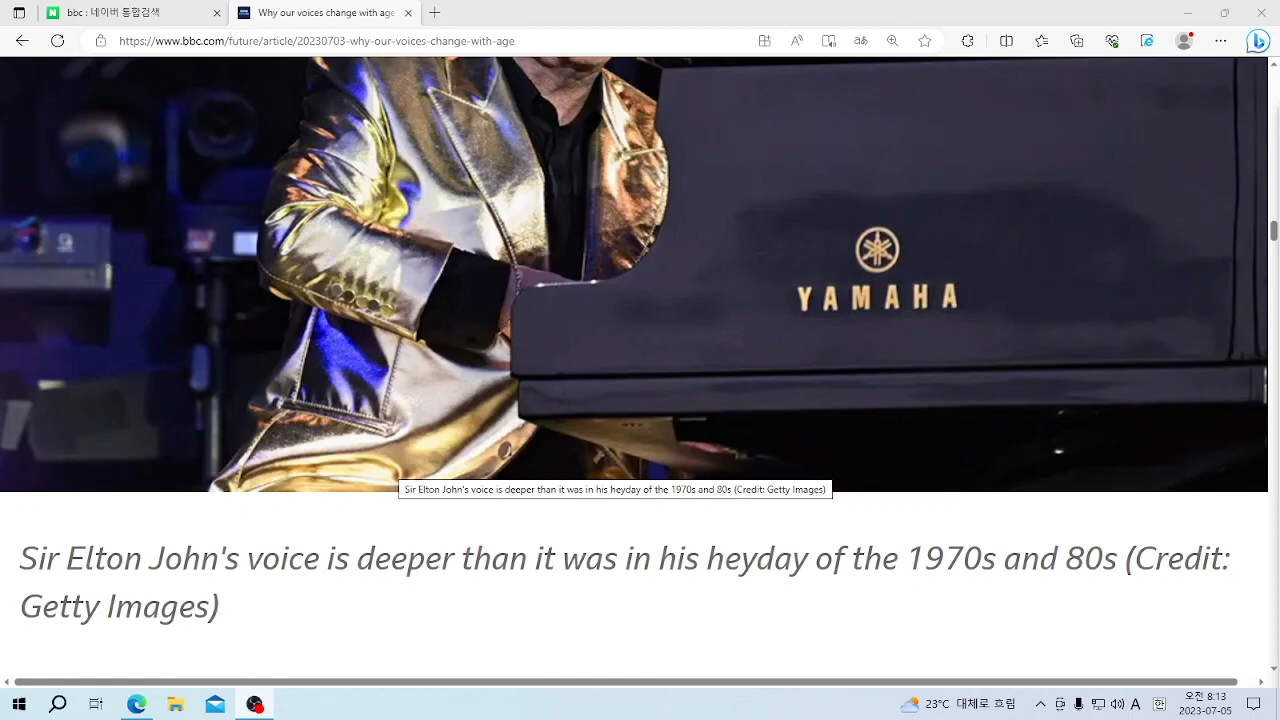 bbc : 네이버 통합검색
Why our voices change with age
https://www.bbc.com/future/article/20230703-why-our-voices-change-with-age
YAMAHA
Sir Elton John's voice is deeper than it was in his heyday of the 1970s and 80s (Credit: Getty Images)
Sir Elton John's voice is deeper than it was in his heyday of the 1970s and 80s (Credit:
Getty Images)
23°C 대체로 흐림
A
오전 8:13
2023-07-05